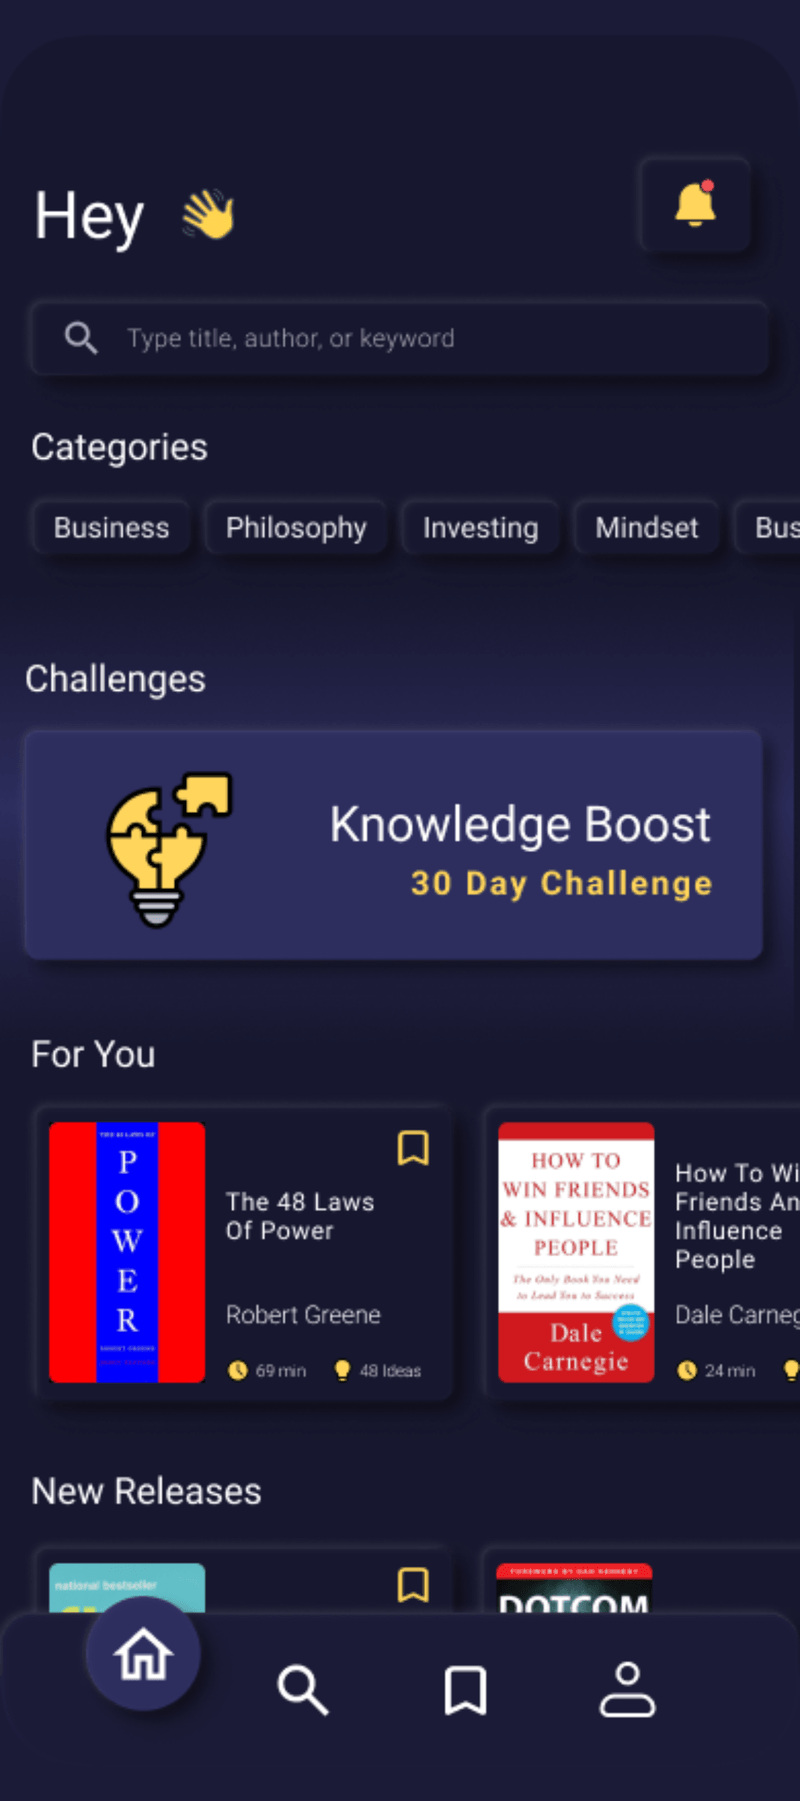 Hey
Type title, author, or keyword
Categories
Business
Philosophy
Investing
Mindset
Bus
Challenges
Knowledge Boost
30 Day Challenge
For You
THE 48 LAWS OF
P
O
W
E
R
ROBERT GREENE
The 48 Laws
Of Power
Robert Greene
69 min
48 Ideas
HOW TO
WIN FRIENDS
& INFLUENCE
PEOPLE
The Only Book You Need
to Lead You to Success
Dale
Carnegie
How To Wi
Friends An
Influence
People
Dale Carneg
24 min
New Releases
national bestseller
FOREWORD BY DAN KENNEDY
DOTCOM